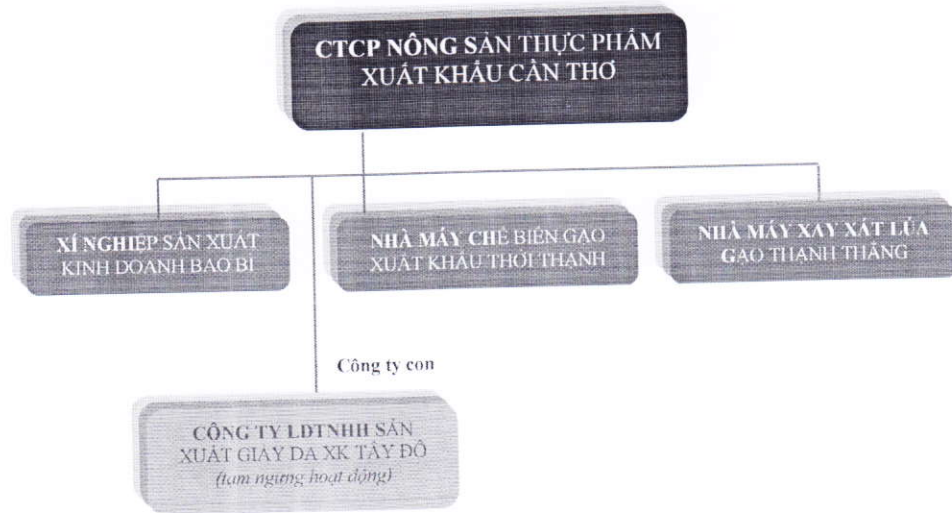 CTCP NÔNG SẢN THỰC PHẨM
XUẤT KHẨU CẦN THƠ
XÍ NGHIỆP SẢN XUẤT
KINH DOANH BAO BÌ
NHÀ MÁY CHẾ BIẾN GẠO
XUẤT KHẨU THỚI THẠNH
NHÀ MÁY XAY XÁT LÚA
GẠO THẠNH THẮNG
Công ty con
CÔNG TY LDTNHH SẢN
XUẤT GIÀY DA XK TÂY ĐÔ
(tạm ngưng hoạt động)